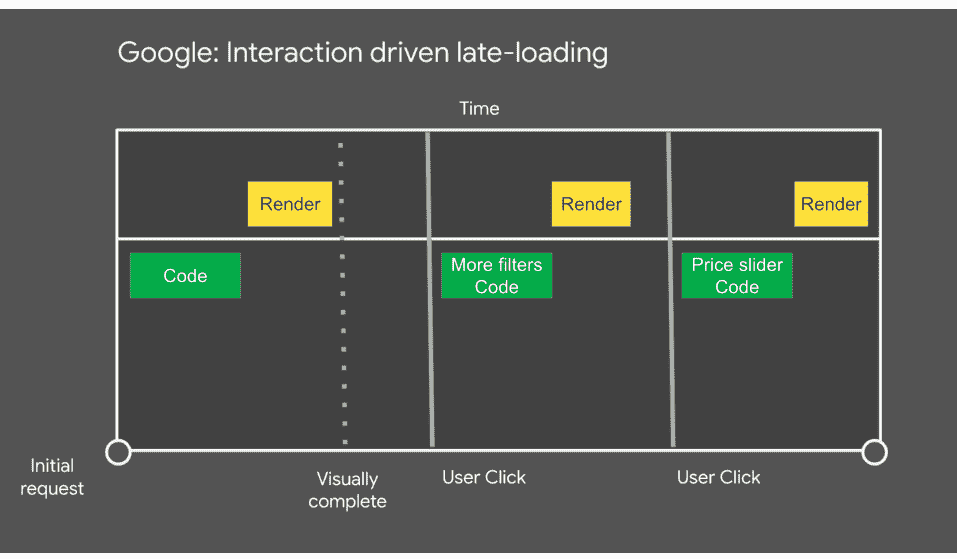 Google: Interaction driven late-loading
Time
Render
Render
Render
Code
More filters
Code
Price slider
Code
Initial
request
Visually
complete
User Click
User Click